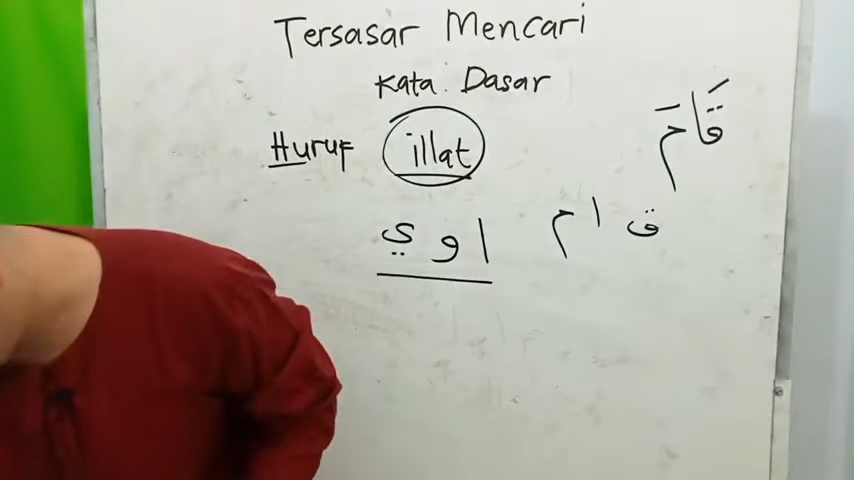 Tersasar Mencari
Kata Dasar
Huruf illat
قَامَ
ا و ي
ق ا م